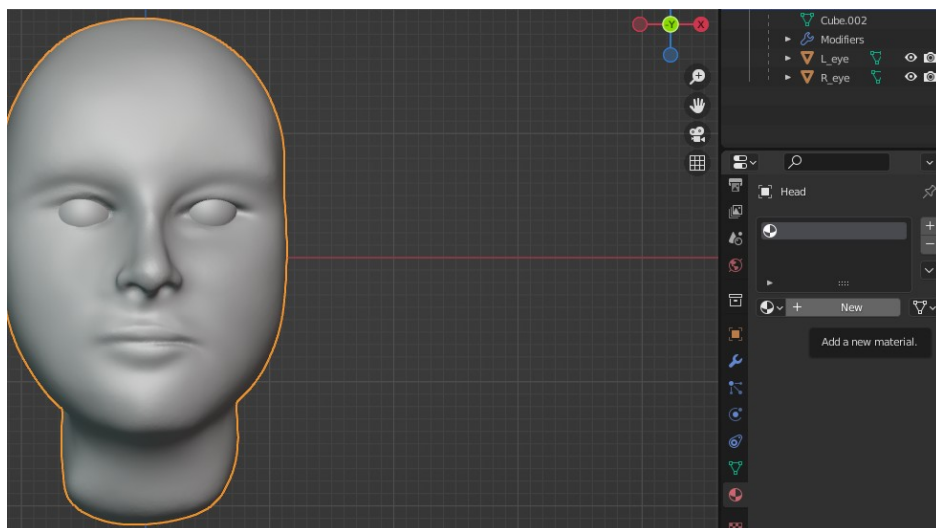 Cube.002
Modifiers
L_eye
R_eye
-Y
X
Head
+ New
Add a new material.